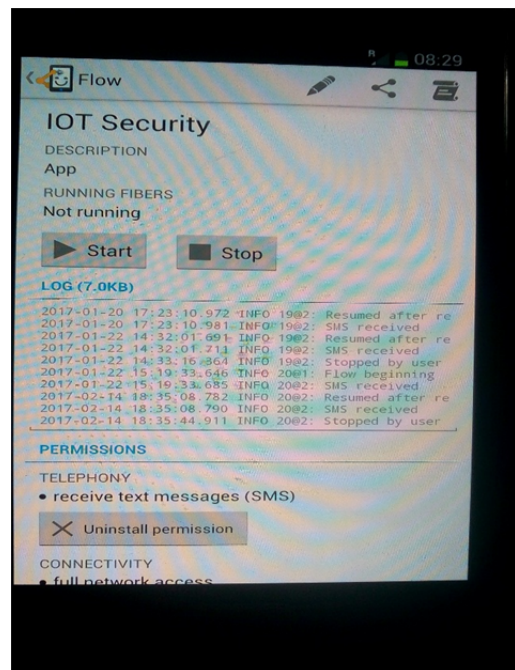 R 08:29
Flow
IOT Security
DESCRIPTION
App
RUNNING FIBERS
Not running
Start Stop
LOG (7.0KB)
2017-01-20 17:23:10.972 INFO 19@2: Resumed after re
2017-01-20 17:23:10.981 INFO 19@2: SMS received
2017-01-22 14:32:01.691 INFO 19@2: Resumed after re
2017-01-22 14:32:01.711 INFO 19@2: SMS received
2017-01-22 14:33:16.364 INFO 19@2: Stopped by user
2017-01-22 15:19:33.646 INFO 20@1: Flow beginning
2017-01-22 15:19:33.685 INFO 20@2: SMS received
2017-02-14 18:35:08.782 INFO 20@2: Resumed after re
2017-02-14 18:35:08.790 INFO 20@2: SMS received
2017-02-14 18:35:44.911 INFO 20@2: Stopped by user
PERMISSIONS
TELEPHONY
• receive text messages (SMS)
Uninstall permission
CONNECTIVITY
• full network access